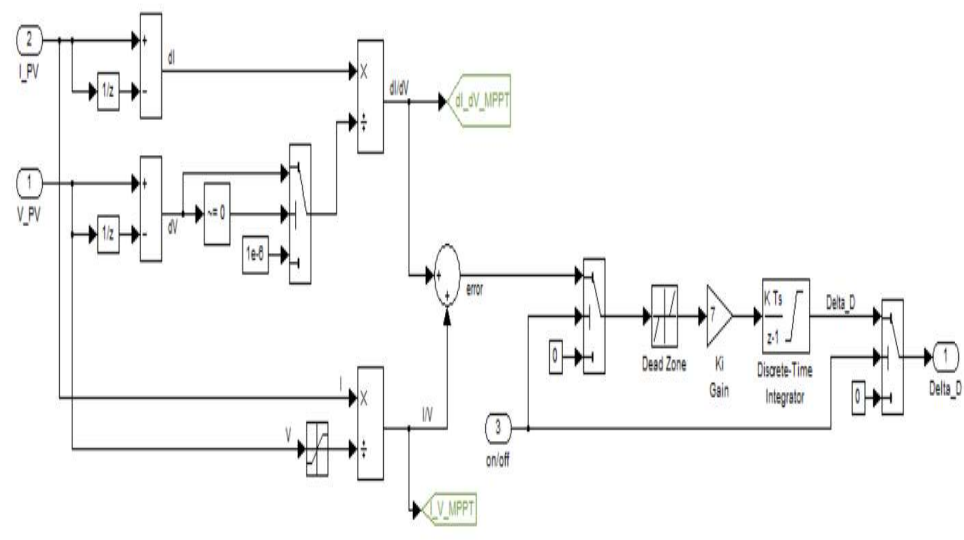 2
I_PV
1/z
+
-
dI
X
÷
dI/dV
dI_dV_MPPT
1
V_PV
1/z
+
-
dV
~= 0
1e-6
+
+
error
0
Dead Zone
7
Ki
Gain
K Ts
z-1
Discrete-Time
Integrator
Delta_D
0
1
Delta_D
I
V
X
÷
I/V
3
on/off
I_V_MPPT